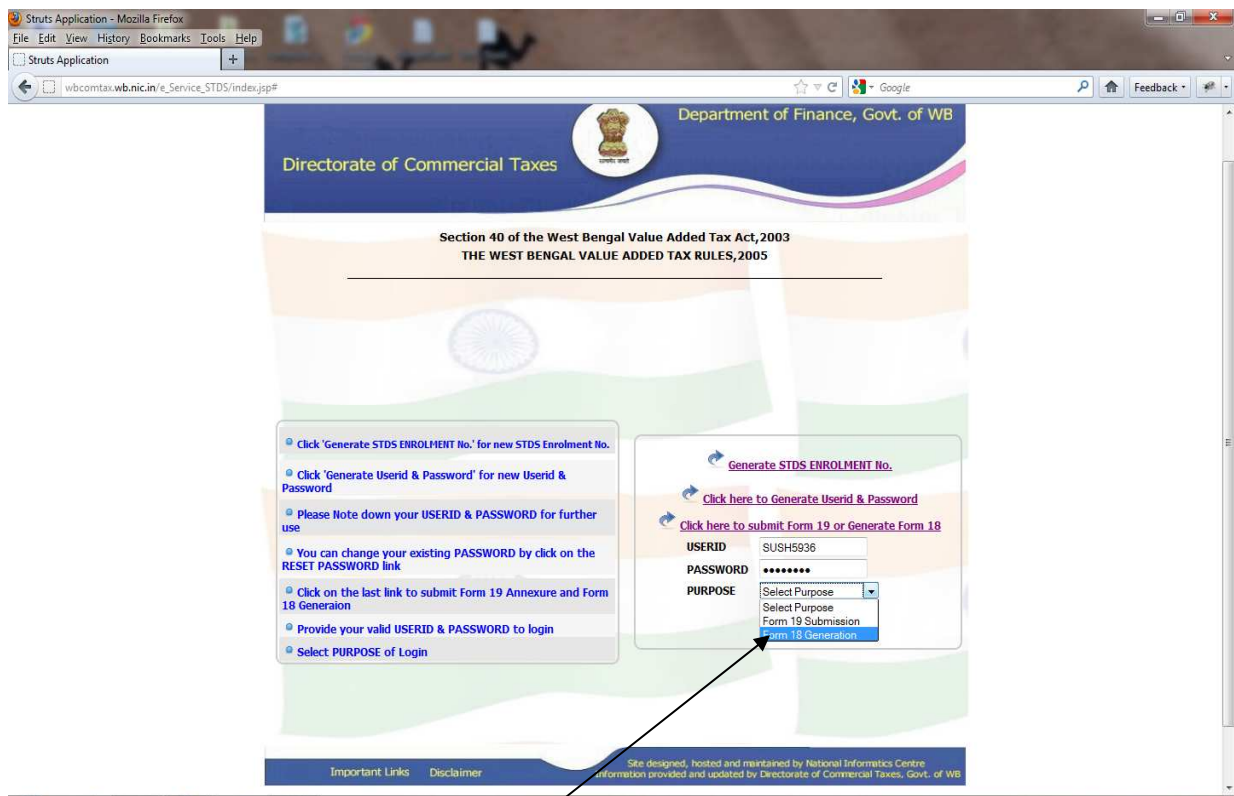 Struts Application - Mozilla Firefox
File Edit View History Bookmarks Tools Help
Struts Application
wbcomtax.wb.nic.in/e_Service_STDS/index.jsp#
Google
Feedback
Department of Finance, Govt. of WB
Directorate of Commercial Taxes
सत्यमेव जयते
Section 40 of the West Bengal Value Added Tax Act,2003
THE WEST BENGAL VALUE ADDED TAX RULES,2005
Click 'Generate STDS ENROLMENT No.' for new STDS Enrolment No.
Click 'Generate Userid & Password' for new Userid &
Password
Please Note down your USERID & PASSWORD for further
use
You can change your existing PASSWORD by click on the
RESET PASSWORD link
Click on the last link to submit Form 19 Annexure and Form
18 Generaion
Provide your valid USERID & PASSWORD to login
Select PURPOSE of Login
Generate STDS ENROLMENT No.
Click here to Generate Userid & Password
Click here to submit Form 19 or Generate Form 18
USERID SUSH5936
PASSWORD ••••••••
PURPOSE Select Purpose
Select Purpose
Form 19 Submission
Form 18 Generation
Important Links Disclaimer
Site designed, hosted and maintained by National Informatics Centre
Information provided and updated by Directorate of Commercial Taxes, Govt. of WB